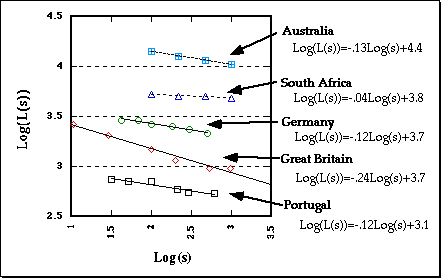 4.5
4
3.5
3
2.5
Log(L(s))
1
1.5
2
2.5
3
3.5
Log(s)
Australia
Log(L(s))=-.13Log(s)+4.4
South Africa
Log(L(s))=-.04Log(s)+3.8
Germany
Log(L(s))=-.12Log(s)+3.7
Great Britain
Log(L(s))=-.24Log(s)+3.7
Portugal
Log(L(s))=-.12Log(s)+3.1